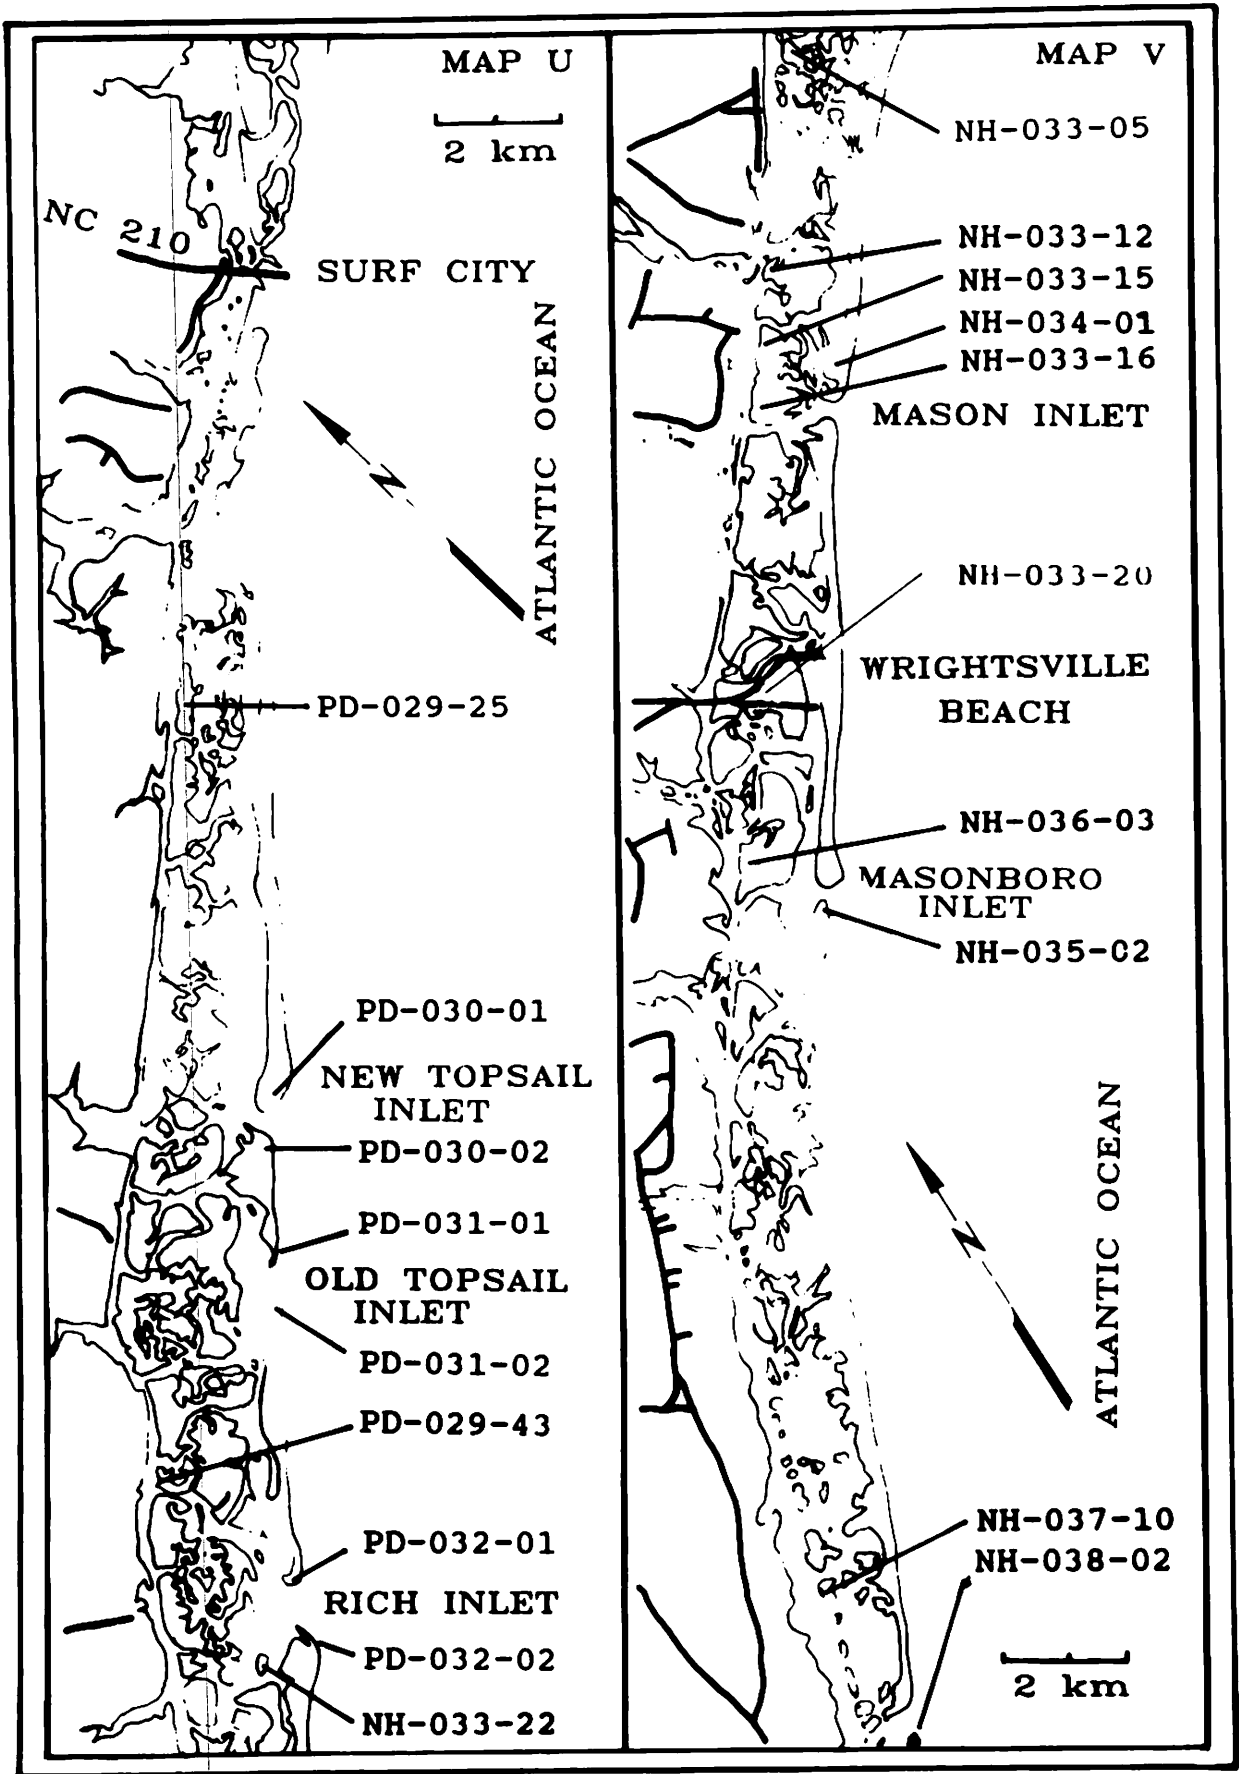 MAP U
2 km
NC 210
SURF CITY
ATLANTIC OCEAN
N
PD-029-25
PD-030-01
NEW TOPSAIL
INLET
PD-030-02
PD-031-01
OLD TOPSAIL
INLET
PD-031-02
PD-029-43
PD-032-01
RICH INLET
PD-032-02
NH-033-22
MAP V
NH-033-05
NH-033-12
NH-033-15
NH-034-01
NH-033-16
MASON INLET
NH-033-20
WRIGHTSVILLE
BEACH
NH-036-03
MASONBORO
INLET
NH-035-02
N
ATLANTIC OCEAN
NH-037-10
NH-038-02
2 km